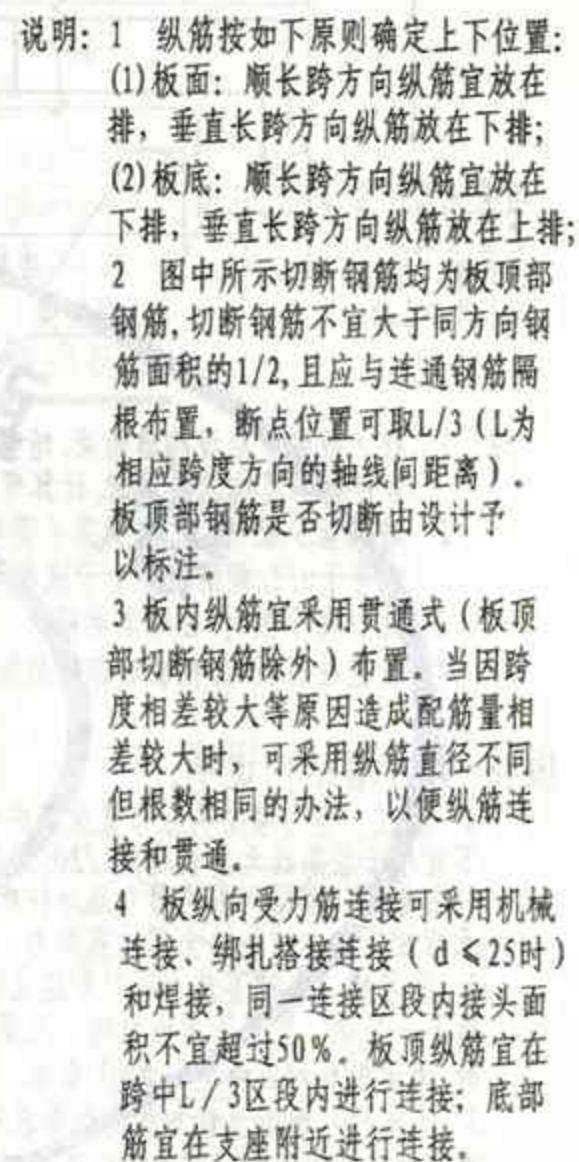 说明: 1 纵筋按如下原则确定上下位置:
(1)板面: 顺长跨方向纵筋宜放在
排, 垂直长跨方向纵筋放在下排;
(2)板底: 顺长跨方向纵筋宜放在
下排, 垂直长跨方向纵筋放在上排;
2 图中所示切断钢筋均为板顶部
钢筋,切断钢筋不宜大于同方向钢
筋面积的1/2,且应与连通钢筋隔
根布置, 断点位置可取L/3 (L为
相应跨度方向的轴线间距离)。
板顶部钢筋是否切断由设计予
以标注。
3 板内纵筋宜采用贯通式 (板顶
部切断钢筋除外) 布置。当因跨
度相差较大等原因造成配筋量相
差较大时, 可采用纵筋直径不同
但根数相同的办法, 以便纵筋连
接和贯通。
4 板纵向受力筋连接可采用机械
连接、绑扎搭接连接 (d≤25时)
和焊接, 同一连接区段内接头面
积不宜超过50%。板顶纵筋宜在
跨中L/3区段内进行连接; 底部
筋宜在支座附近进行连接。